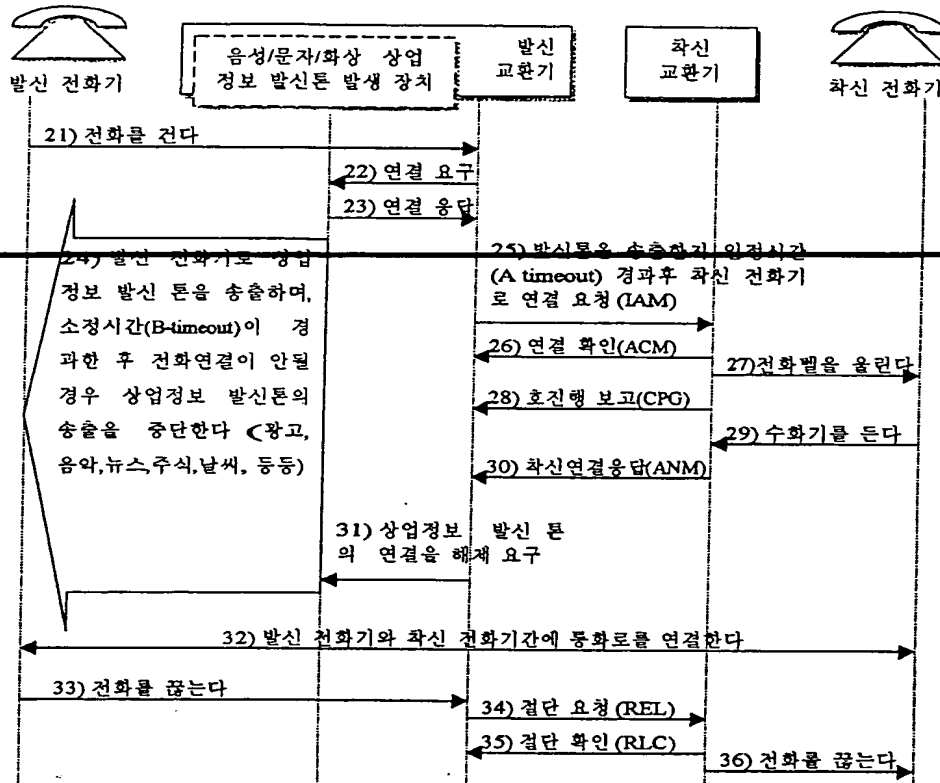 발신 전화기
음성/문자/화상 상업
정보 발신톤 발생 장치
발신
교환기
착신
교환기
착신 전화기
21) 전화를 건다
22) 연결 요구
23) 연결 응답
24) 발신 전화기로 상업
정보 발신 톤을 송출하며,
소정시간(B-timeout)이 경
과한 후 전화연결이 안될
경우 상업정보 발신톤의
송출을 중단한다 (광고,
음악,뉴스,주식,날씨, 등등)
25) 발신톤을 송출한지 일정시간
(A timeout) 경과후 착신 전화기
로 연결 요청(IAM)
26) 연결 확인(ACM)
27)전화벨을 울린다
28) 호진행 보고(CPG)
29) 수화기를 든다
30) 착신연결응답(ANM)
31) 상업정보 발신 톤
의 연결을 해제 요구
32) 발신 전화기와 착신 전화기간에 통화로를 연결한다
33) 전화를 끊는다
34) 절단 요청(REL)
35) 절단 확인(RLC)
36) 전화를 끊는다